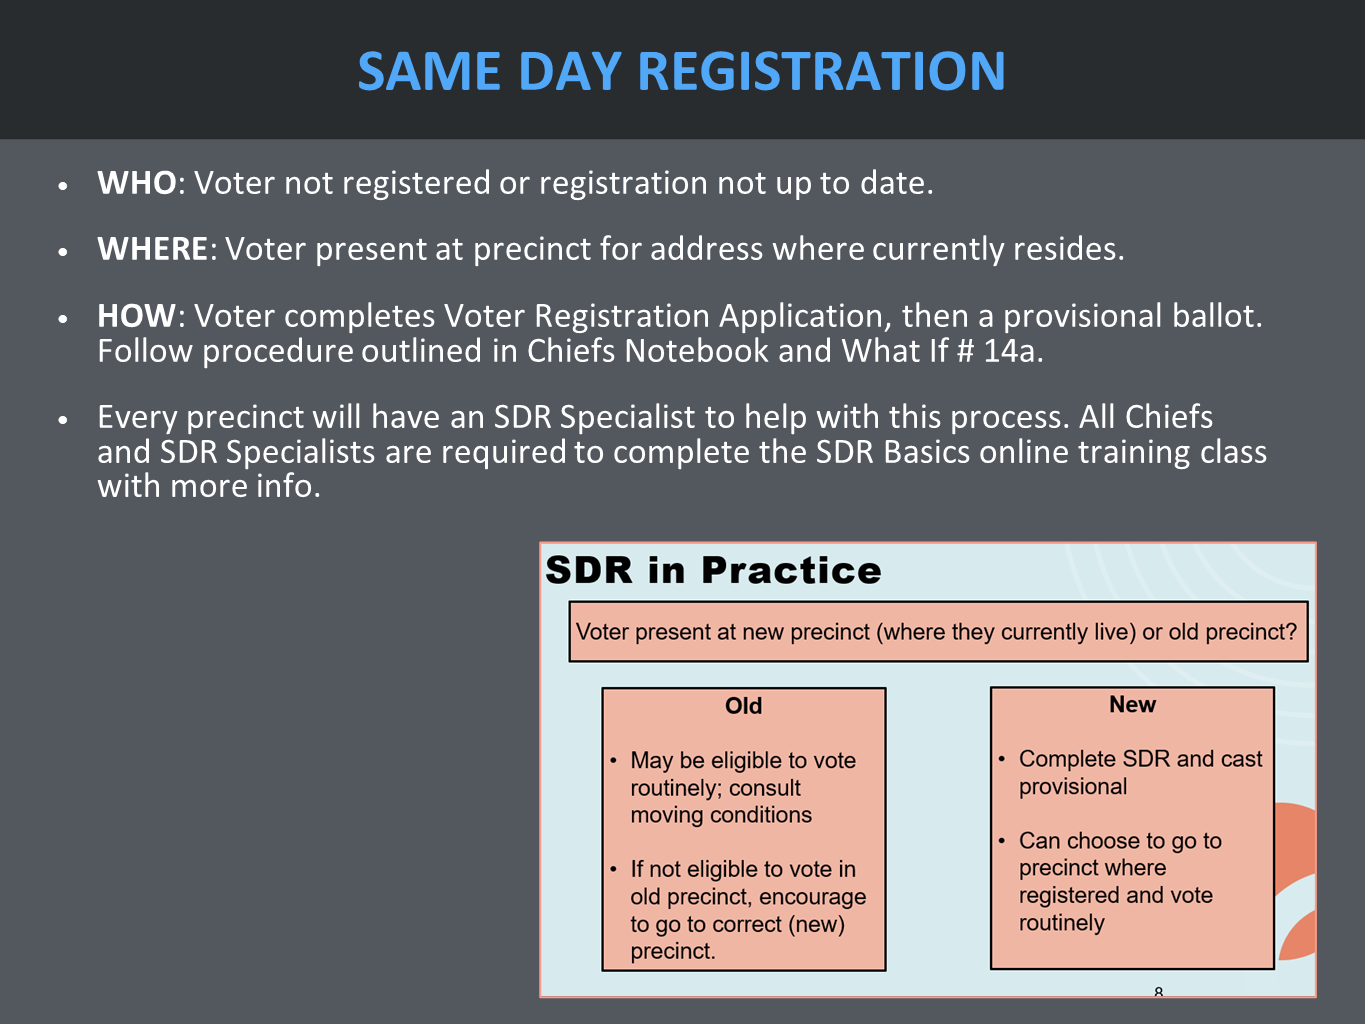 SAME DAY REGISTRATION
• WHO: Voter not registered or registration not up to date.
• WHERE: Voter present at precinct for address where currently resides.
• HOW: Voter completes Voter Registration Application, then a provisional ballot.
Follow procedure outlined in Chiefs Notebook and What If # 14a.
• Every precinct will have an SDR Specialist to help with this process. All Chiefs
and SDR Specialists are required to complete the SDR Basics online training class
with more info.
SDR in Practice
Voter present at new precinct (where they currently live) or old precinct?
Old
• May be eligible to vote
routinely; consult
moving conditions
• If not eligible to vote in
old precinct, encourage
to go to correct (new)
precinct.
New
• Complete SDR and cast
provisional
• Can choose to go to
precinct where
registered and vote
routinely
8